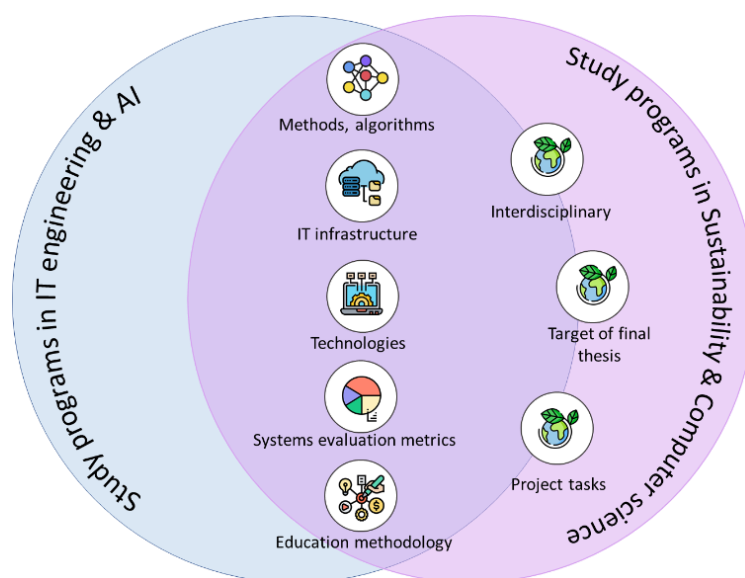 Study programs in IT engineering & AI
Methods, algorithms
IT infrastructure
Technologies
Systems evaluation metrics
Education methodology
Interdisciplinary
Target of final
thesis
Project tasks
Study programs in Sustainability & Computer science